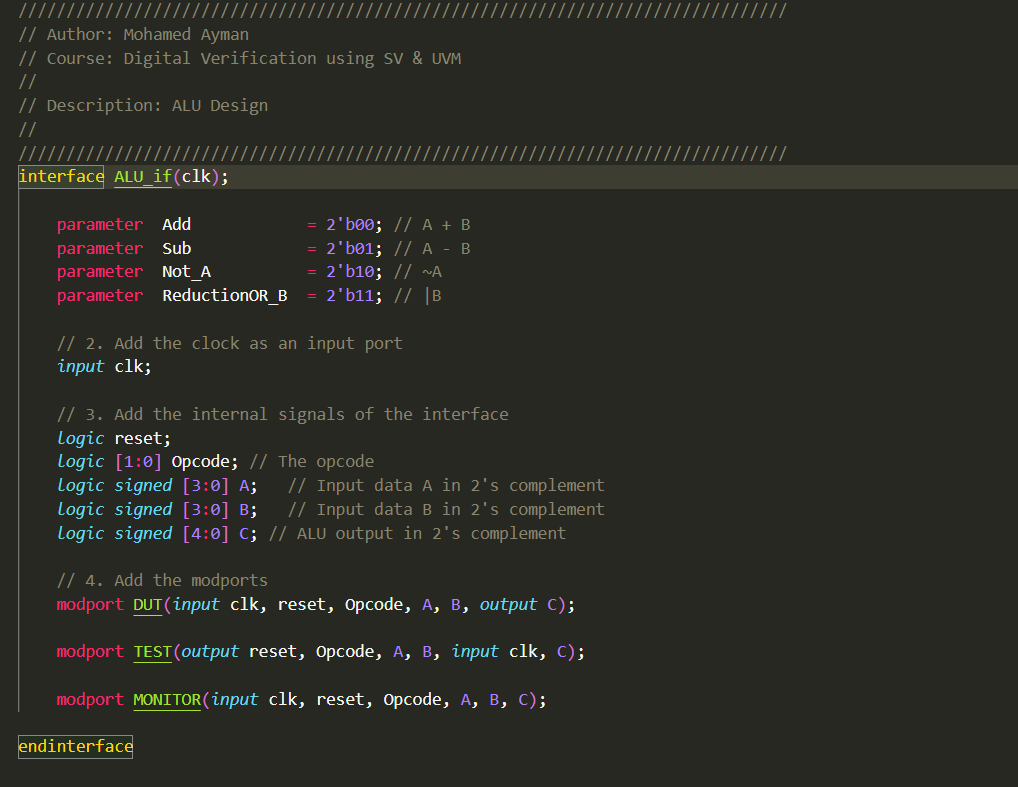 ////////////////////////////////////////////////////////////////////////////////
// Author: Mohamed Ayman
// Course: Digital Verification using SV & UVM
//
// Description: ALU Design
//
////////////////////////////////////////////////////////////////////////////////
interface ALU_if(clk);
    parameter  Add            = 2'b00; // A + B
    parameter  Sub            = 2'b01; // A - B
    parameter  Not_A          = 2'b10; // ~A
    parameter  ReductionOR_B  = 2'b11; // |B
    // 2. Add the clock as an input port
    input clk;
    // 3. Add the internal signals of the interface
    logic reset;
    logic [1:0] Opcode; // The opcode
    logic signed [3:0] A;   // Input data A in 2's complement
    logic signed [3:0] B;   // Input data B in 2's complement
    logic signed [4:0] C; // ALU output in 2's complement
    // 4. Add the modports
    modport DUT(input clk, reset, Opcode, A, B, output C);
    modport TEST(output reset, Opcode, A, B, input clk, C);
    modport MONITOR(input clk, reset, Opcode, A, B, C);
endinterface